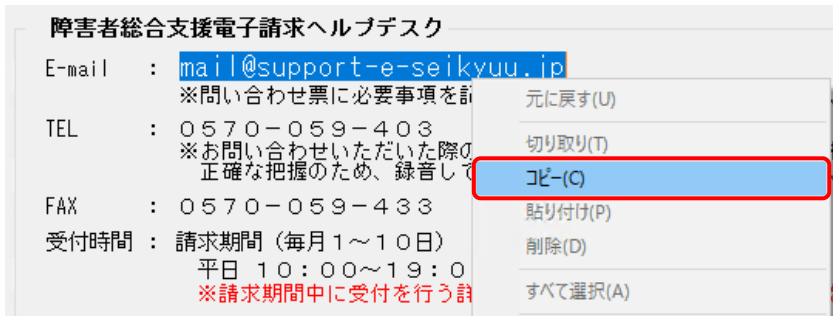 障害者総合支援電子請求ヘルプデスク
E-mail : mail@support-e-seikyuu.jp
※問い合わせ票に必要事項を記
TEL : 0570-059-403
※お問い合わせいただいた際の
正確な把握のため、録音して
FAX : 0570-059-433
受付時間 : 請求期間(毎月1~10日)
平日 10:00~19:0
※請求期間中に受付を行う詳
元に戻す(U)
切り取り(T)
コピー(C)
貼り付け(P)
削除(D)
すべて選択(A)